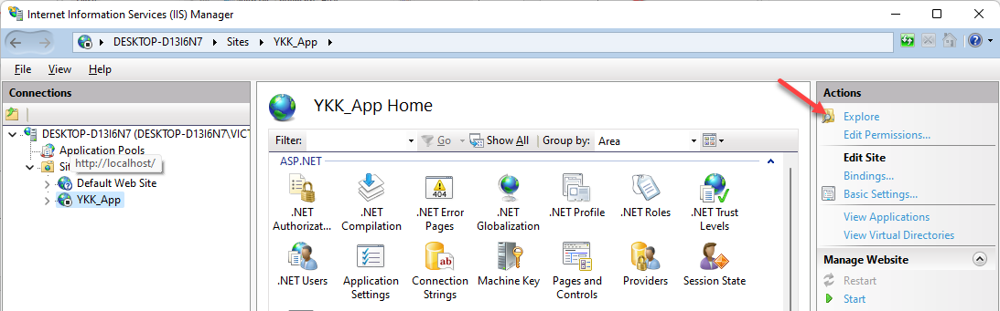 Internet Information Services (IIS) Manager
DESKTOP-D13I6N7 Sites YKK_App
File View Help
Connections
DESKTOP-D13I6N7 (DESKTOP-D13I6N7\VICT
Application Pools
Sit
http://localhost/
Default Web Site
YKK_App
YKK_App Home
Filter: Go Show All Group by: Area
ASP.NET
.NET Authorizat...
.NET Compilation
404
.NET Error Pages
.NET Globalization
.NET Profile
.NET Roles
.NET Trust Levels
.NET Users
Application Settings
ab
Connection Strings
Machine Key
Pages and Controls
Providers
Session State
Actions
Explore
Edit Permissions...
Edit Site
Bindings...
Basic Settings...
View Applications
View Virtual Directories
Manage Website
Restart
Start